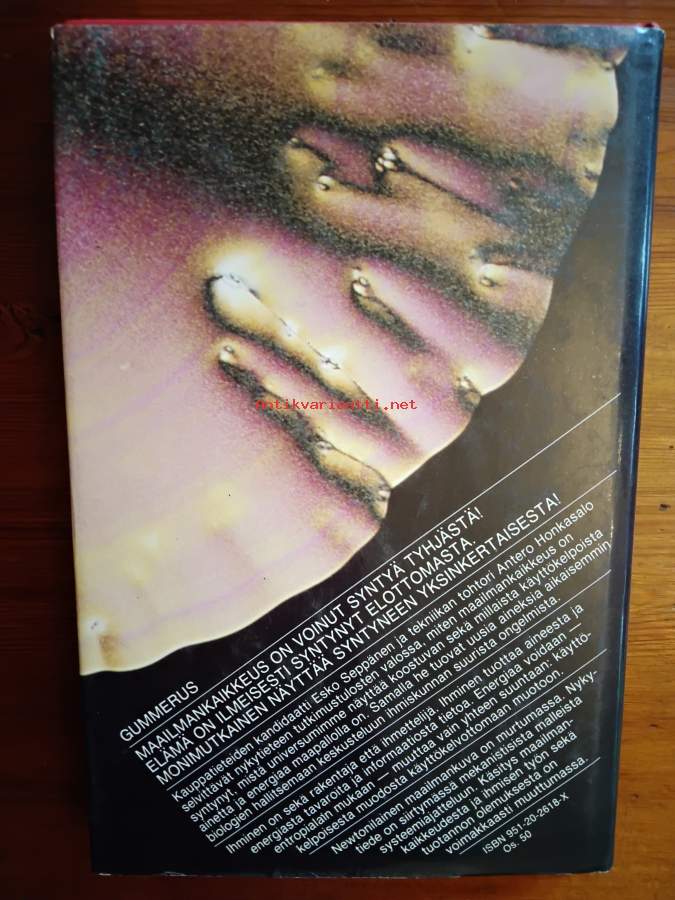 antikvariaatti.net
GUMMERUS
MAAILMANKAIKKEUS ON VOINUT SYNTYÄ TYHJÄSTÄ!
ELÄMÄ ON ILMEISESTI SYNTYNYT ELOTTOMASTA.
MONIMUTKAINEN NÄYTTÄÄ SYNTYNEEN YKSINKERTAISESTA!
Kauppatieteiden kandidaatti Esko Seppänen ja tekniikan tohtori Antero Honkasalo
selvittävät nykytieteen tutkimustulosten valossa, miten maailmankaikkeus on
syntynyt, mistä universumimme näyttää koostuvan sekä millaista käyttökelpoista
ainetta ja energiaa maapallolla on. Samalla he tuovat uusia aineksia aikaisemmin
biologien hallitsemaan keskusteluun ihmiskunnan suurista ongelmista.
Ihminen on sekä rakentaja että ihmettelijä. Ihminen tuottaa aineesta ja
energiasta tavaroita ja informaatiosta tietoa. Energiaa voidaan —
entropialain mukaan — muuttaa vain yhteen suuntaan: käyttö-
kelpoisesta muodosta käyttökelvottomaan muotoon.
Newtonilainen maailmankuva on murtumassa. Nyky-
tiede on siirtymässä mekanistisista malleista
systeemiajatteluun. Käsitys maailman-
kaikkeudesta ja ihmisen työn sekä
tuotannon olemuksesta on
voimakkaasti muuttumassa.
ISBN 951-20-2618-X
Os. 50